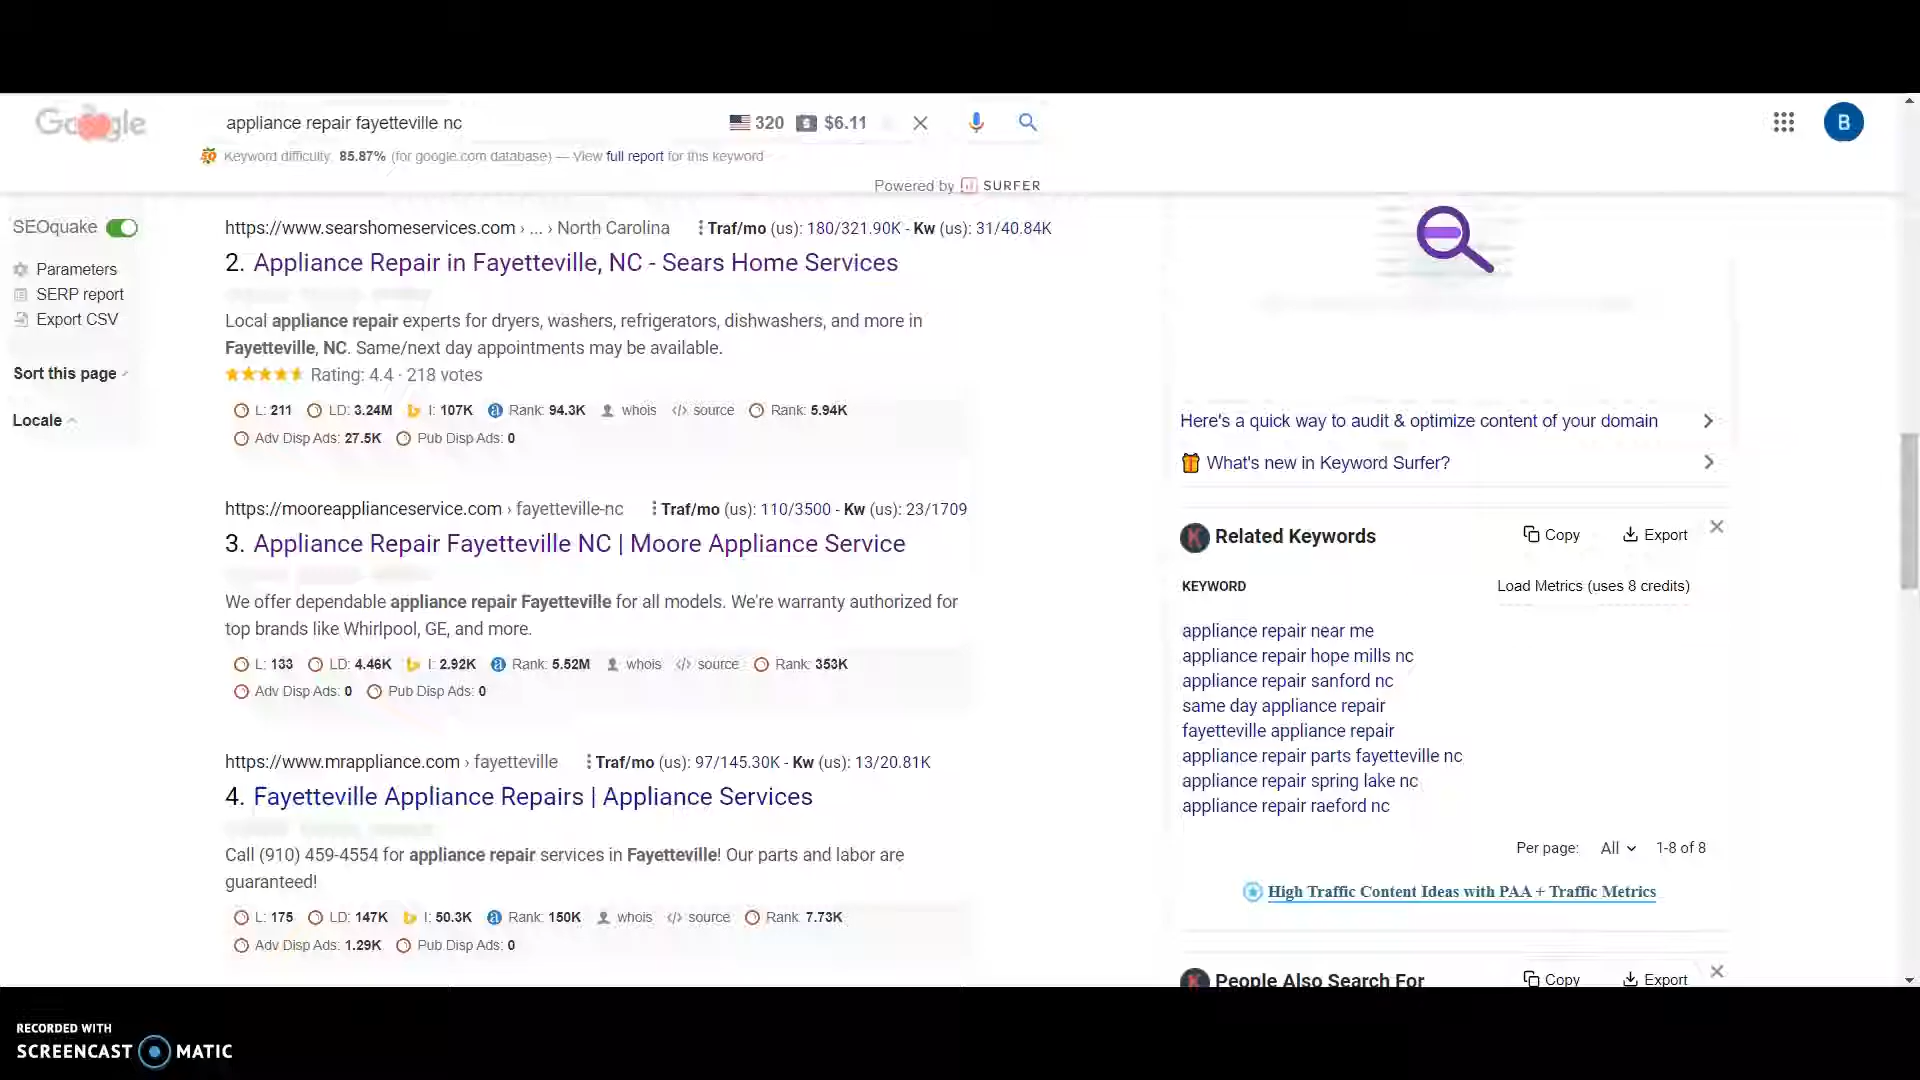 Google
appliance repair fayetteville nc
320 $6.11
Keyword difficulty: 85.87% (for google.com database) — View full report for this keyword
Powered by SURFER
B
SEOquake
Parameters
SERP report
Export CSV
Sort this page
Locale
https://www.searshomeservices.com › ... › North Carolina Traf/mo (us): 180/321.90K - Kw (us): 31/40.84K
2. Appliance Repair in Fayetteville, NC - Sears Home Services
Local appliance repair experts for dryers, washers, refrigerators, dishwashers, and more in
Fayetteville, NC. Same/next day appointments may be available.
Rating: 4.4 · 218 votes
L: 211 LD: 3.24M I: 107K Rank: 94.3K whois source Rank: 5.94K
Adv Disp Ads: 27.5K Pub Disp Ads: 0
https://mooreapplianceservice.com › fayetteville-nc Traf/mo (us): 110/3500 - Kw (us): 23/1709
3. Appliance Repair Fayetteville NC | Moore Appliance Service
We offer dependable appliance repair Fayetteville for all models. We're warranty authorized for
top brands like Whirlpool, GE, and more.
L: 133 LD: 4.46K I: 2.92K Rank: 5.52M whois source Rank: 353K
Adv Disp Ads: 0 Pub Disp Ads: 0
https://www.mrappliance.com › fayetteville Traf/mo (us): 97/145.30K - Kw (us): 13/20.81K
4. Fayetteville Appliance Repairs | Appliance Services
Call (910) 459-4554 for appliance repair services in Fayetteville! Our parts and labor are
guaranteed!
L: 175 LD: 147K I: 50.3K Rank: 150K whois source Rank: 7.73K
Adv Disp Ads: 1.29K Pub Disp Ads: 0
Here's a quick way to audit & optimize content of your domain
What's new in Keyword Surfer?
K Related Keywords Copy Export
KEYWORD Load Metrics (uses 8 credits)
appliance repair near me
appliance repair hope mills nc
appliance repair sanford nc
same day appliance repair
fayetteville appliance repair
appliance repair parts fayetteville nc
appliance repair spring lake nc
appliance repair raeford nc
Per page: All 1-8 of 8
High Traffic Content Ideas with PAA + Traffic Metrics
K People Also Search For Copy Export
RECORDED WITH
SCREENCAST MATIC